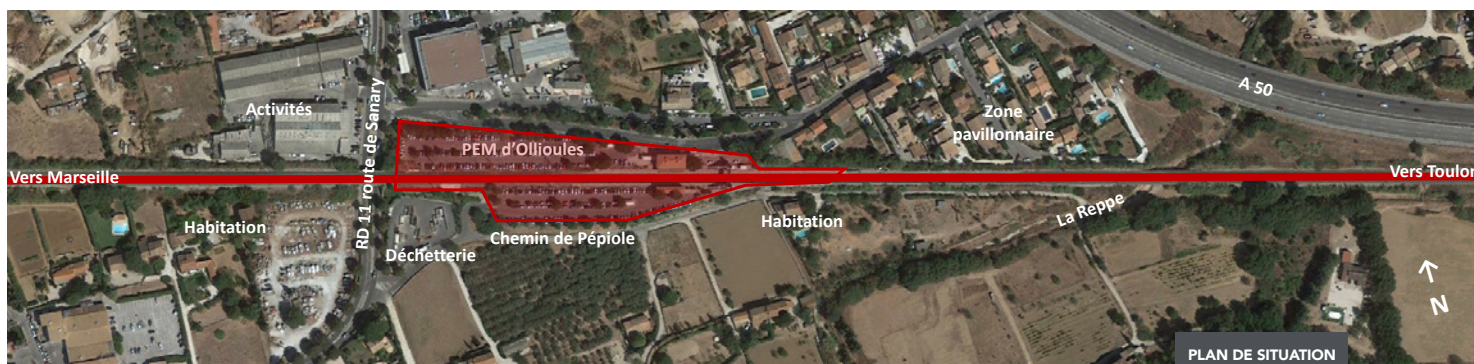 A 50
Activités
RD 11 route de Sanary
PEM d'Ollioules
Zone
pavillonnaire
Vers Marseille
Vers Toulon
Habitation
Déchetterie
Chemin de Pépiole
Habitation
La Reppe
N
PLAN DE SITUATION